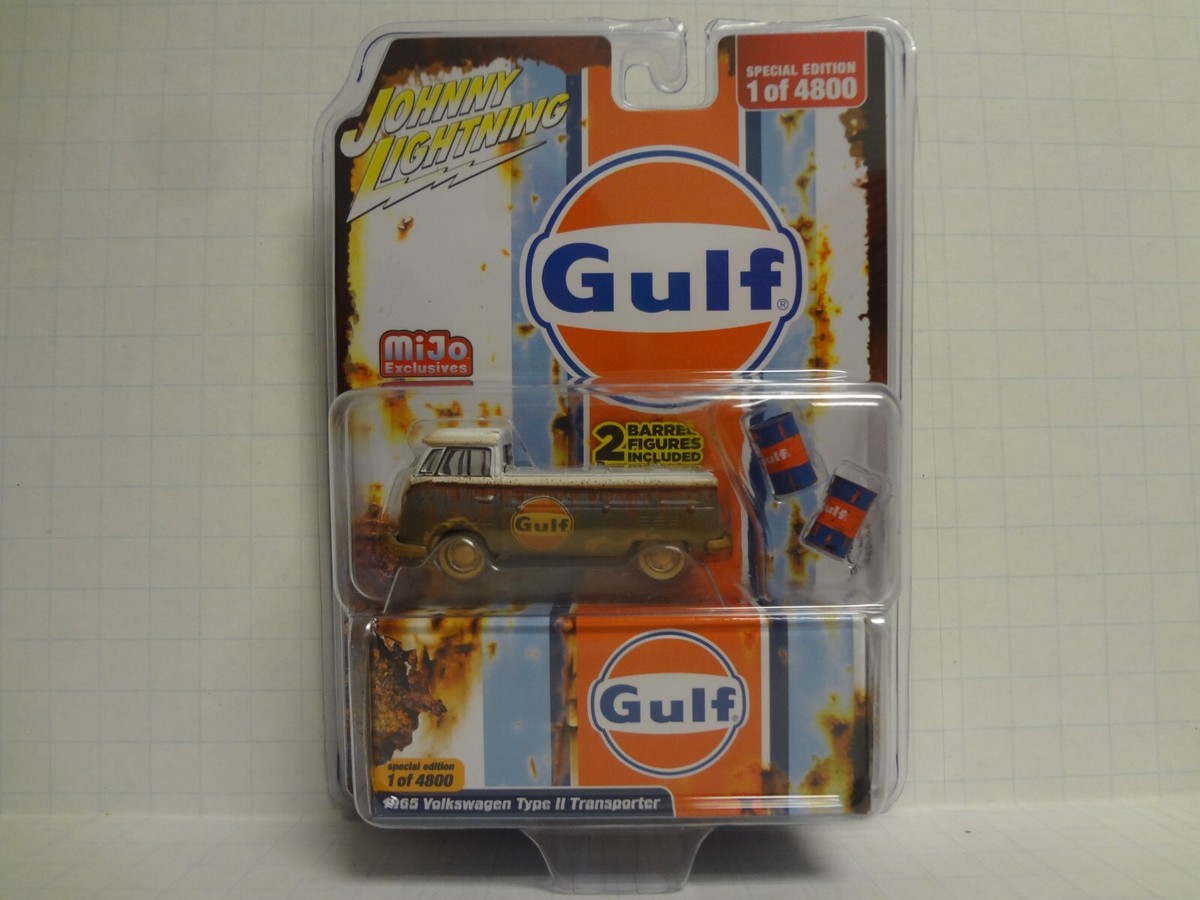 JOHNNY
LIGHTNING
SPECIAL EDITION
1 of 4800
Gulf®
MiJo
Exclusives
2 BARREL
FIGURES
INCLUDED
Gulf
Gulf
Gulf
Gulf
special edition
1 of 4800
1965 Volkswagen Type II Transporter